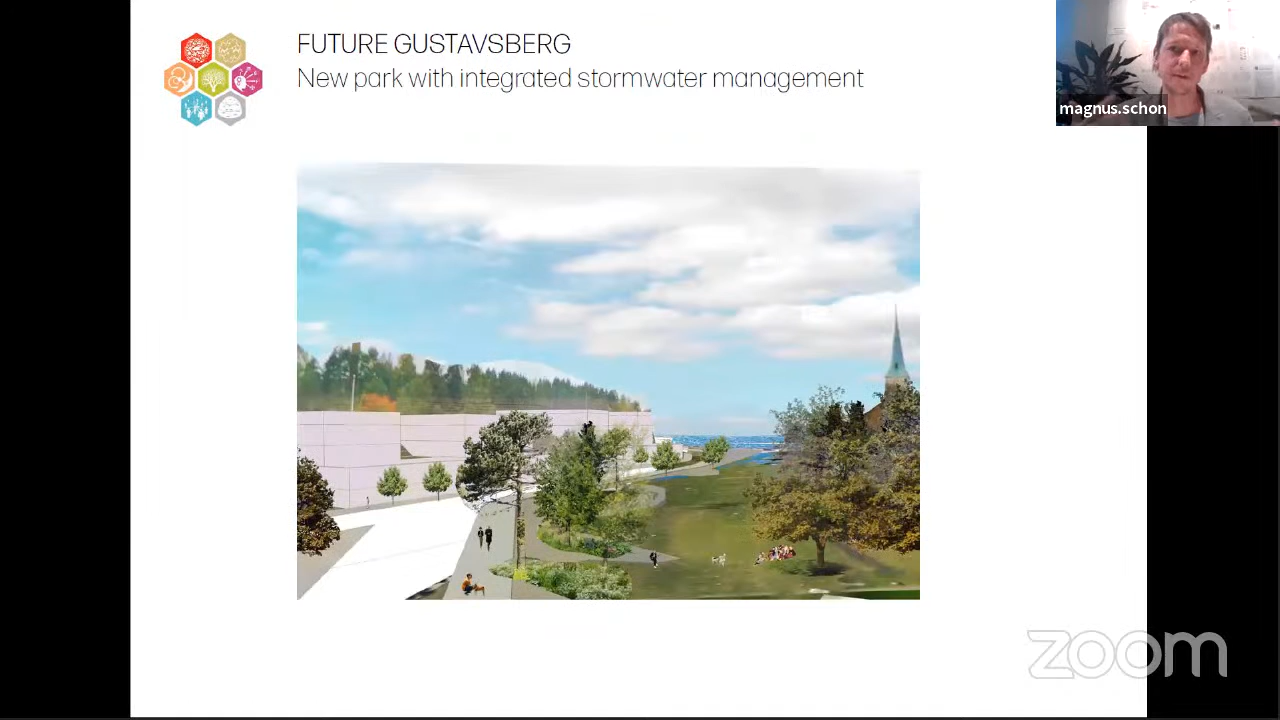 FUTURE GUSTAVSBERG
New park with integrated stormwater management
magnus.schon
zoom